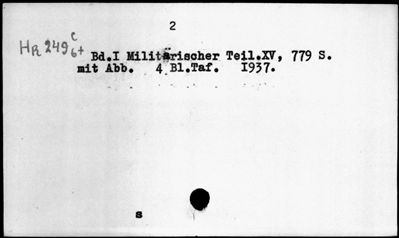 2
HR 249 c
6+
Bd.I Militärischer Teil.XV, 779 S.
mit Abb. 4 Bl.Taf. 1937.
s